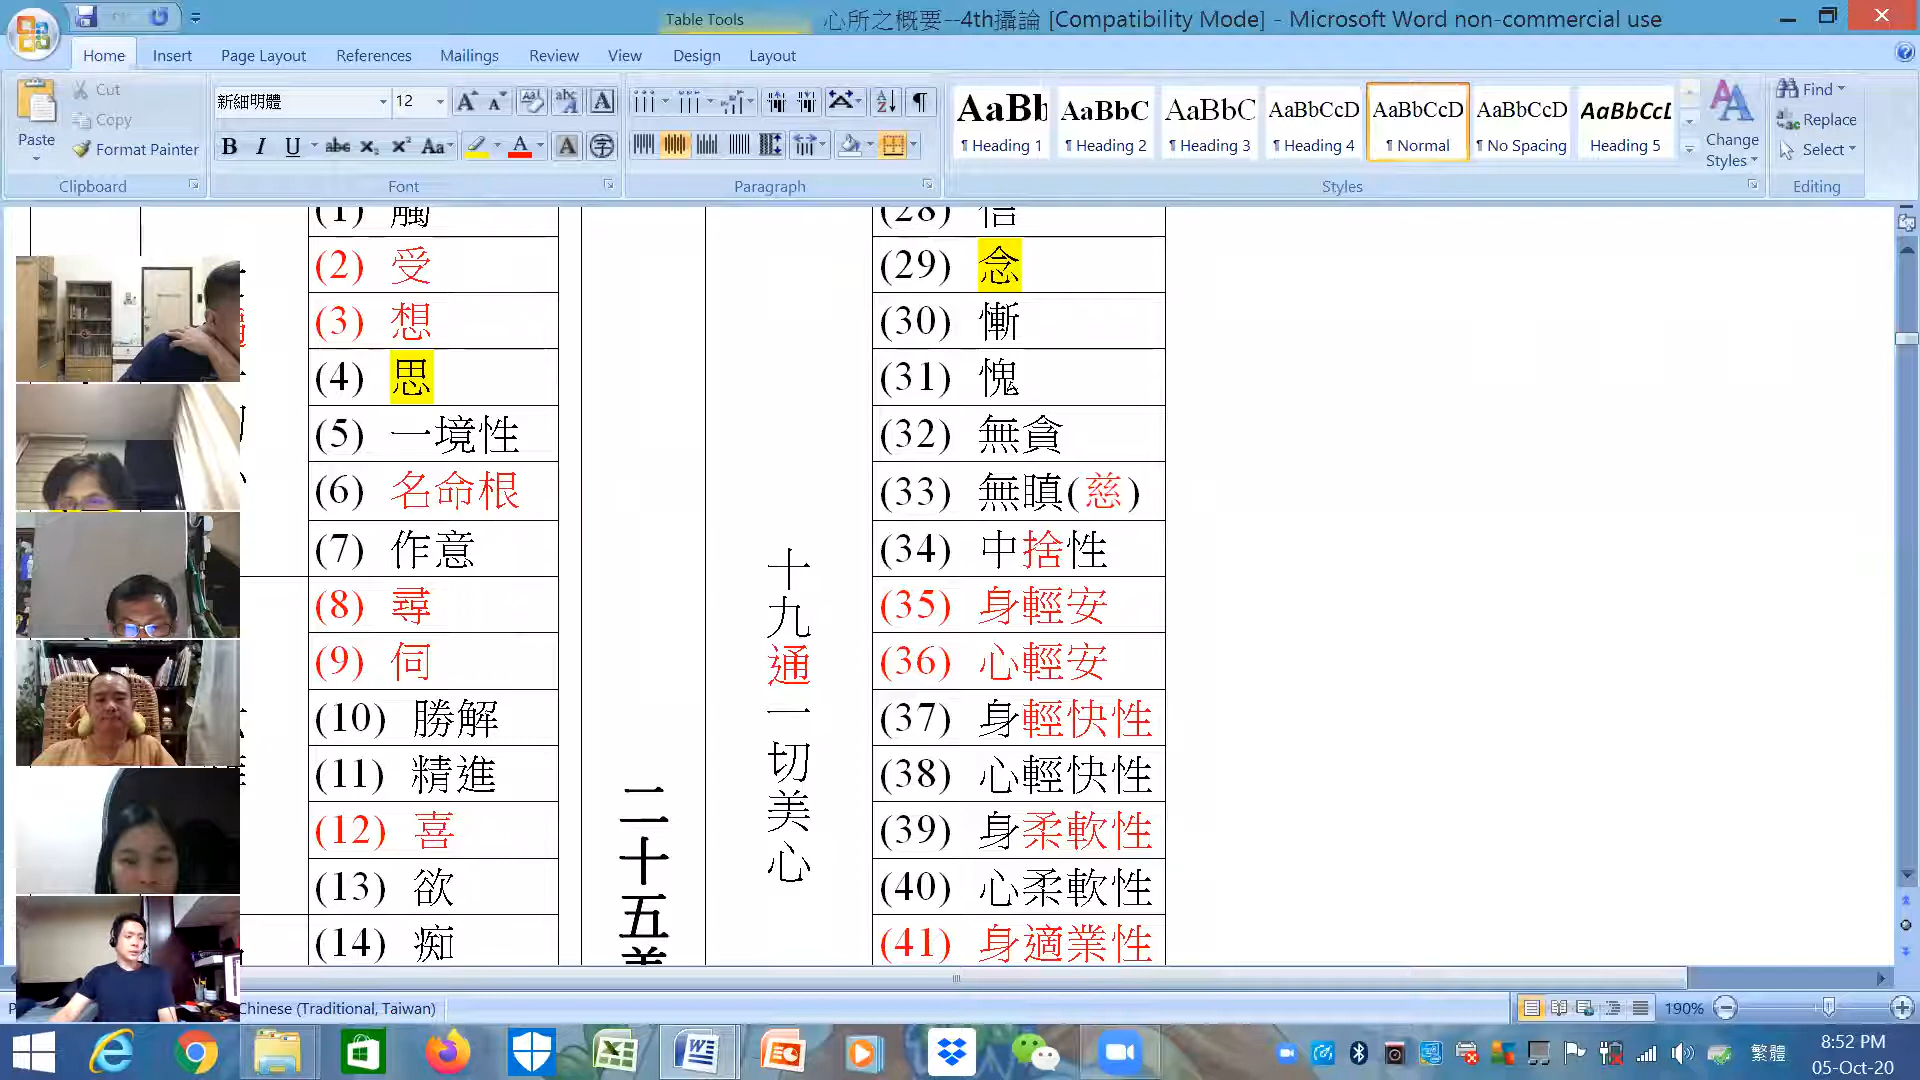 Table Tools
心所之概要--4th攝論 [Compatibility Mode] - Microsoft Word non-commercial use
Home
Insert
Page Layout
References
Mailings
Review
View
Design
Layout
Paste
Cut
Copy
Format Painter
Clipboard
新細明體
12
Font
Paragraph
AaBb
¶ Heading 1
AaBbC
¶ Heading 2
AaBbC
¶ Heading 3
AaBbCcD
¶ Heading 4
AaBbCcD
¶ Normal
AaBbCcD
¶ No Spacing
AaBbCcL
Heading 5
Change Styles
Styles
Find
Replace
Select
Editing
(1) 觸
(2) 受
(3) 想
(4) 思
(5) 一境性
(6) 名命根
(7) 作意
(8) 尋
(9) 伺
(10) 勝解
(11) 精進
(12) 喜
(13) 欲
(14) 痴
二十五美
十九通一切美心
(28) 信
(29) 念
(30) 慚
(31) 愧
(32) 無貪
(33) 無瞋(慈)
(34) 中捨性
(35) 身輕安
(36) 心輕安
(37) 身輕快性
(38) 心輕快性
(39) 身柔軟性
(40) 心柔軟性
(41) 身適業性
Chinese (Traditional, Taiwan)
190%
繁體
8:52 PM
05-Oct-20